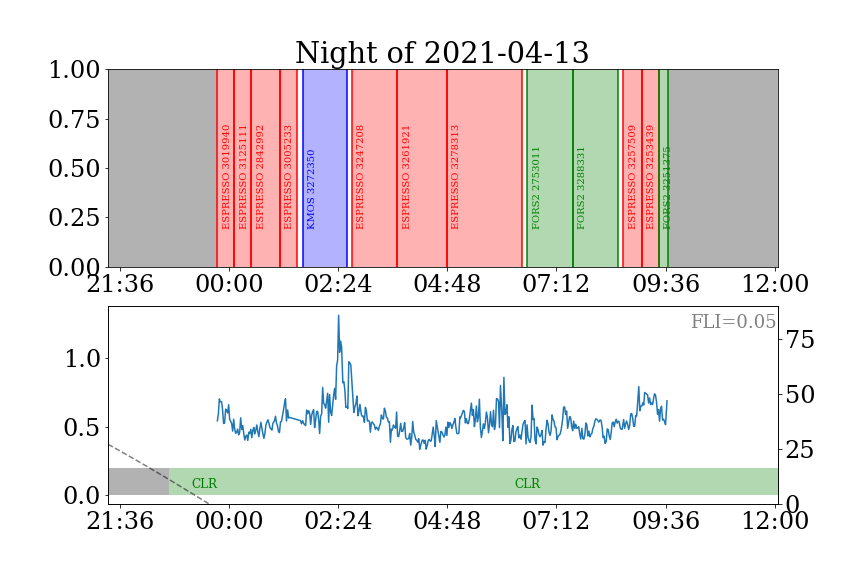 Night of 2021-04-13
1.00
0.75
0.50
0.25
0.00
ESPRESSO 3019940
ESPRESSO 3125111
ESPRESSO 2842992
ESPRESSO 3005233
KMOS 3272350
ESPRESSO 3247208
ESPRESSO 3261921
ESPRESSO 3278313
FORS2 2753011
FORS2 3288331
ESPRESSO 3257509
ESPRESSO 3253439
FORS2 3251375
21:36 00:00 02:24 04:48 07:12 09:36 12:00
FLI=0.05
1.0
0.5
0.0
75
50
25
0
CLR CLR
21:36 00:00 02:24 04:48 07:12 09:36 12:00